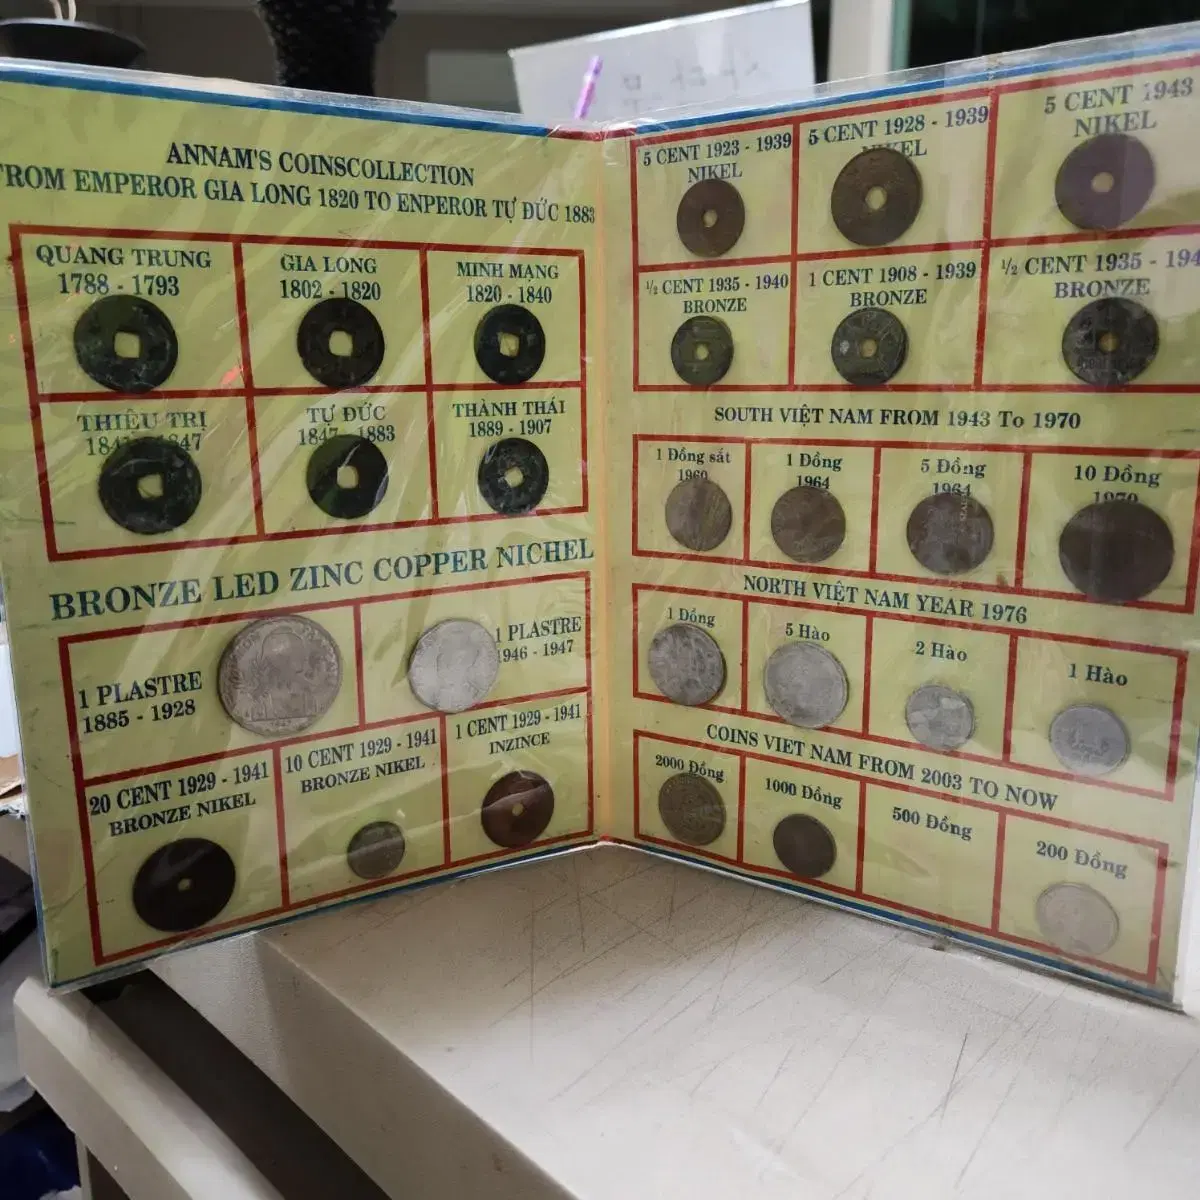 ANNAM'S COINSCOLLECTION
FROM EMPEROR GIA LONG 1820 TO ENPEROR TỰ ĐỨC 1883
QUANG TRUNG
1788 - 1793
GIA LONG
1802 - 1820
MINH MẠNG
1820 - 1840
THIỆU TRỊ
1841 - 1847
TỰ ĐỨC
1847 - 1883
THÀNH THÁI
1889 - 1907
BRONZE LED ZINC COPPER NICHEL
1 PLASTRE
1885 - 1928
1 PLASTRE
1946 - 1947
20 CENT 1929 - 1941
BRONZE NIKEL
10 CENT 1929 - 1941
BRONZE NIKEL
1 CENT 1929 - 1941
INZINCE
5 CENT 1923 - 1939
NIKEL
5 CENT 1928 - 1939
NIKEL
5 CENT 1943
NIKEL
½ CENT 1935 - 1940
BRONZE
1 CENT 1908 - 1939
BRONZE
½ CENT 1935 - 194
BRONZE
SOUTH VIỆT NAM FROM 1943 To 1970
1 Đồng sắt
1960
1 Đồng
1964
5 Đồng
1964
10 Đồng
1970
NORTH VIỆT NAM YEAR 1976
1 Đồng
5 Hào
2 Hào
1 Hào
COINS VIET NAM FROM 2003 TO NOW
2000 Đồng
1000 Đồng
500 Đồng
200 Đồng